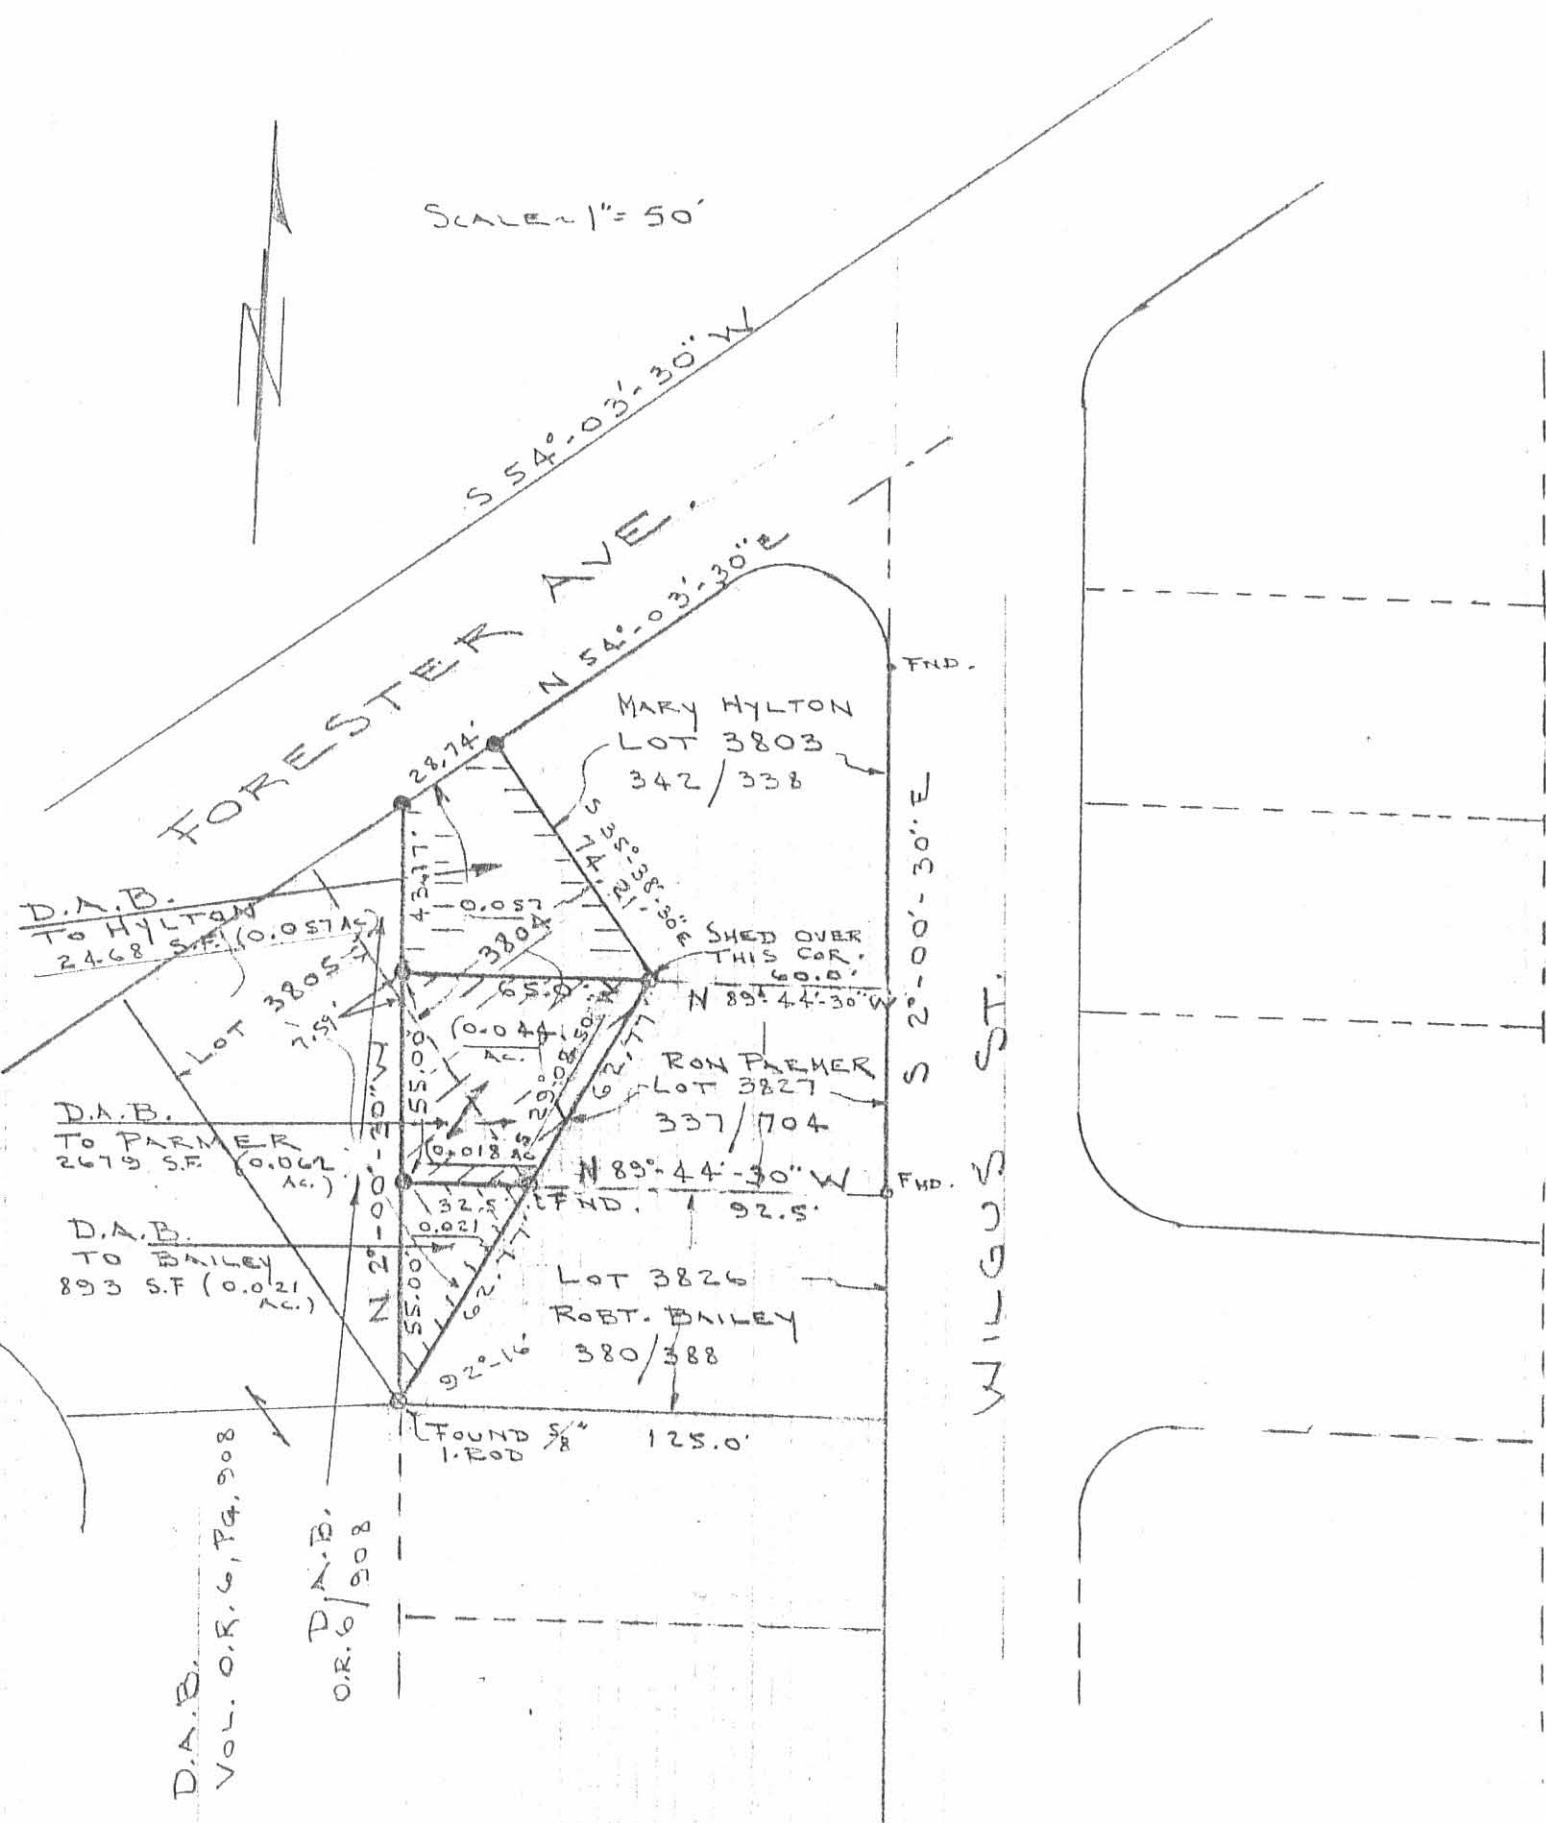 SCALE~1"= 50'
N
S 54°-03'-30" W
FORESTER AVE.
N 54°-03'-30" E
28.74'
FND.
MARY HYLTON
LOT 3803
342/338
S 35°-38'-30" E
74.21'
S 2°-00'-30" E
43.77'
D.A.B.
TO HYLTON
2468 S.F. (0.057 AC)
0.057
3804
LOT 3805
7.59'
SHED OVER
THIS COR.
60.0'
N 89°-44'-30" W
65.0'
(0.044
AC.)
55.00'
N 2°-00'-30" W
29°-08'-50"
62.77'
RON PARMER
LOT 3827
337/704
D.A.B.
TO PARMER
2679 S.F. (0.062
AC.)
(0.018 AC
N 89°-44'-30" W
FND.
32.5'
FND.
92.5'
0.021
D.A.B.
TO BAILEY
893 S.F (0.021
AC.)
55.00'
62.77'
LOT 3826
ROBT. BAILEY
380/388
92°-16'
FOUND 5/8"
I. ROD
125.0'
WILGUS ST.
D.A.B.
O.R. 6/908
D.A.B.
VOL. O.R. 6, PG. 908